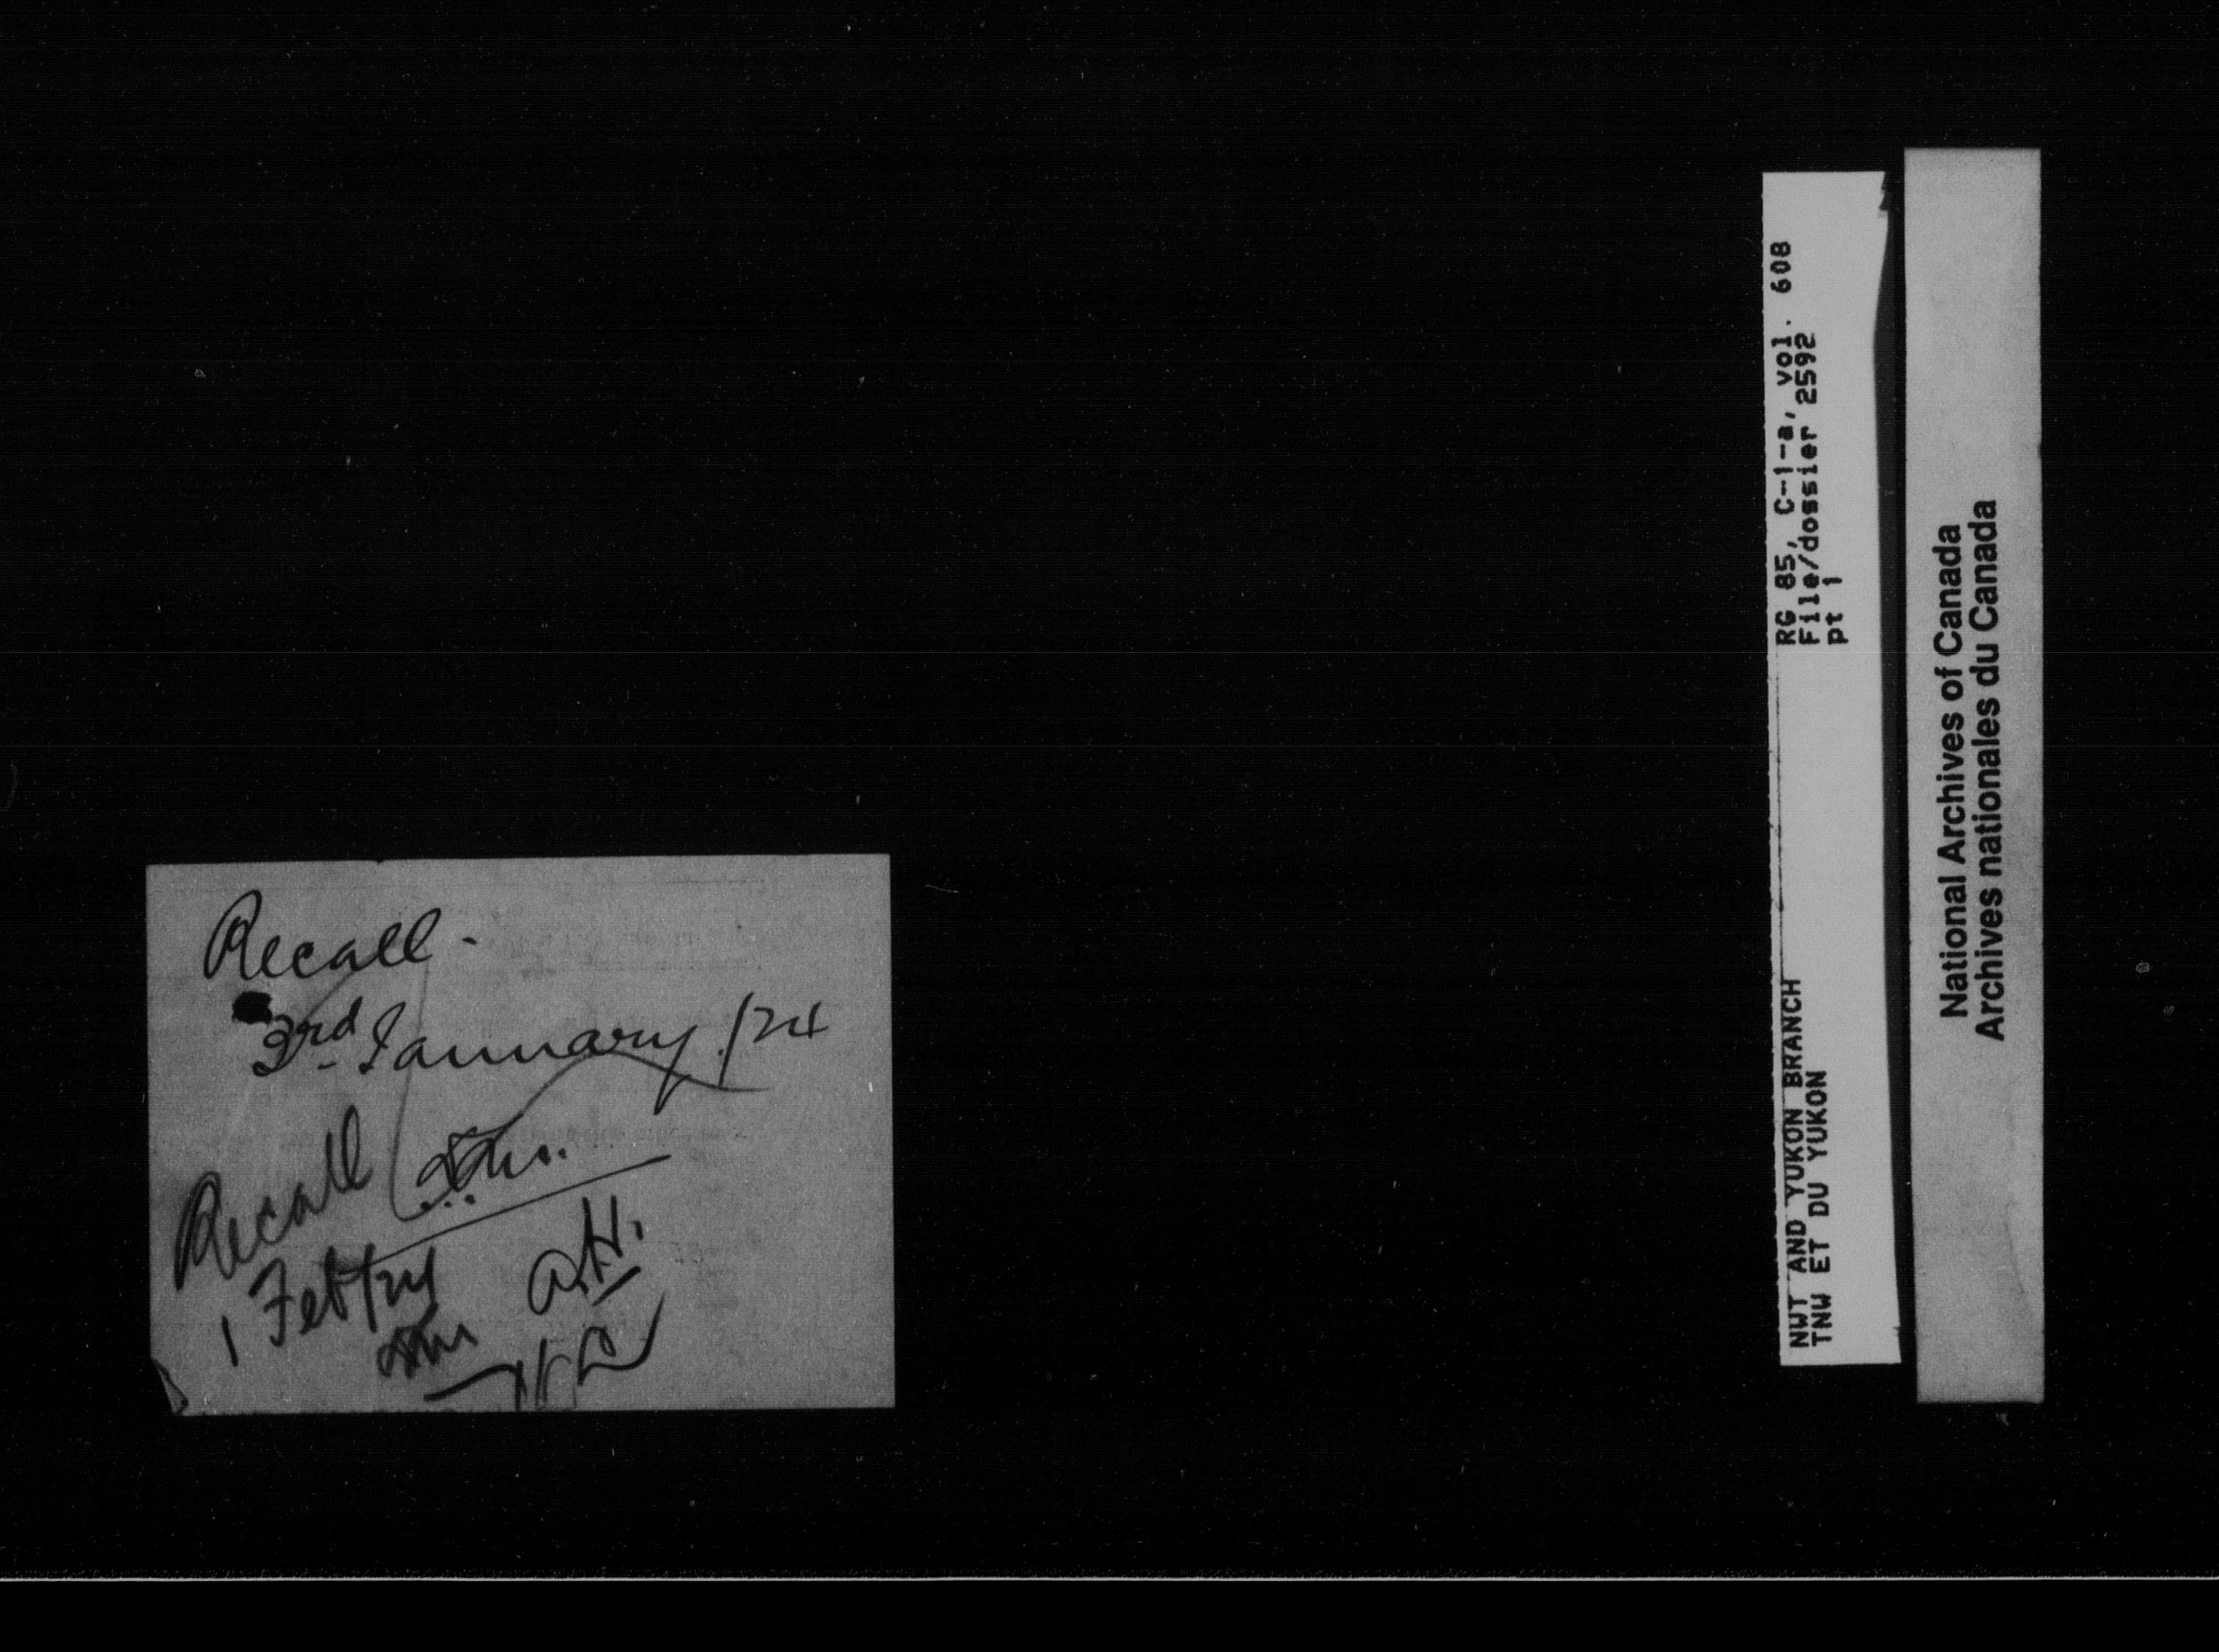 Recall -
3rd January /24
Recall
1 Feb/24
A.H.
RG 85, C-1-a, vol. 608
File/dossier 2592
pt 1
NWT AND YUKON BRANCH
TNW ET DU YUKON
National Archives of Canada
Archives nationales du Canada